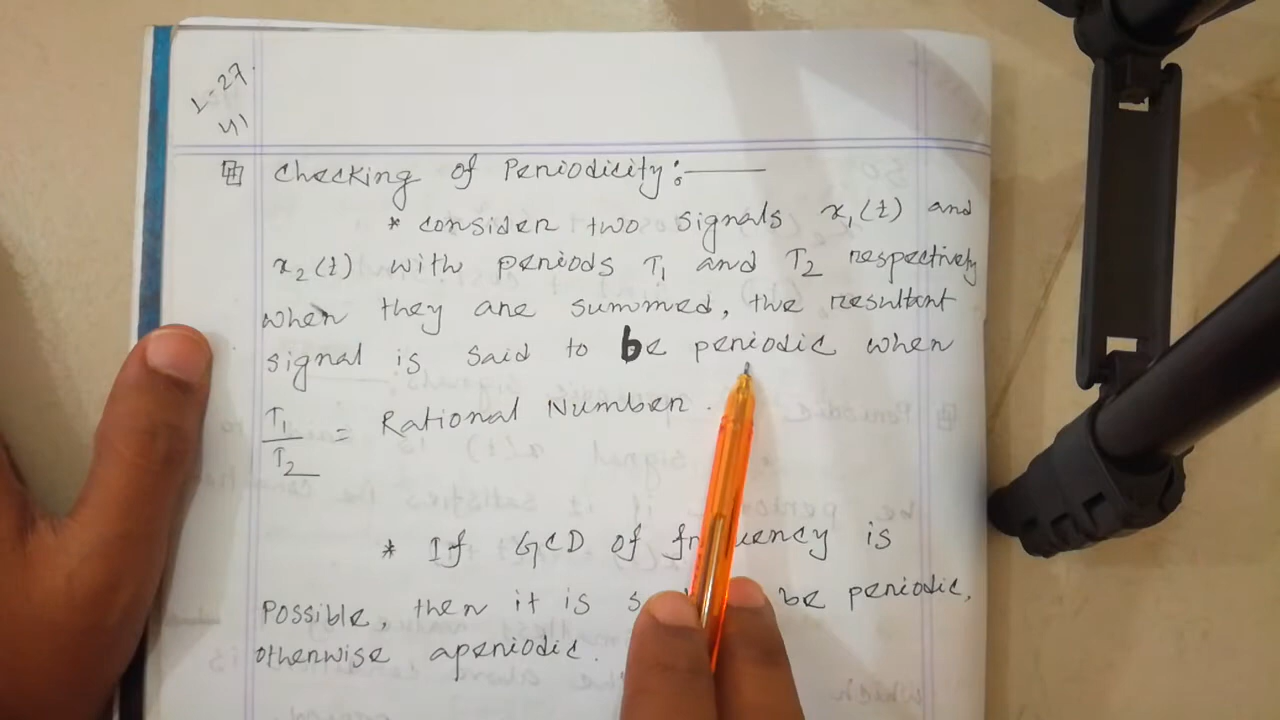 L-27
Checking of Periodicity:
* consider two signals x₁(t) and
x₂(t) with periods T₁ and T₂ respectively
when they are summed, the resultant
signal is said to be periodic when
T₁/T₂ = Rational Number.
* If GCD of is
Possible, then it is be periodic,
otherwise aperiodic.